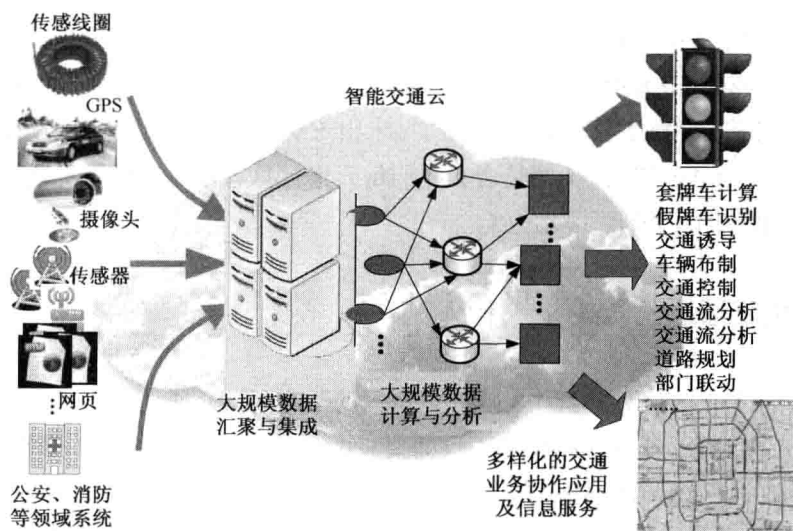 传感线圈
GPS
摄像头
传感器
网页
⋮
公安、消防
等领域系统
智能交通云
大规模数据
汇聚与集成
大规模数据
计算与分析
多样化的交通
业务协作应用
及信息服务
套牌车计算
假牌车识别
交通诱导
车辆布制
交通控制
交通流分析
交通流分析
道路规划
部门联动
……